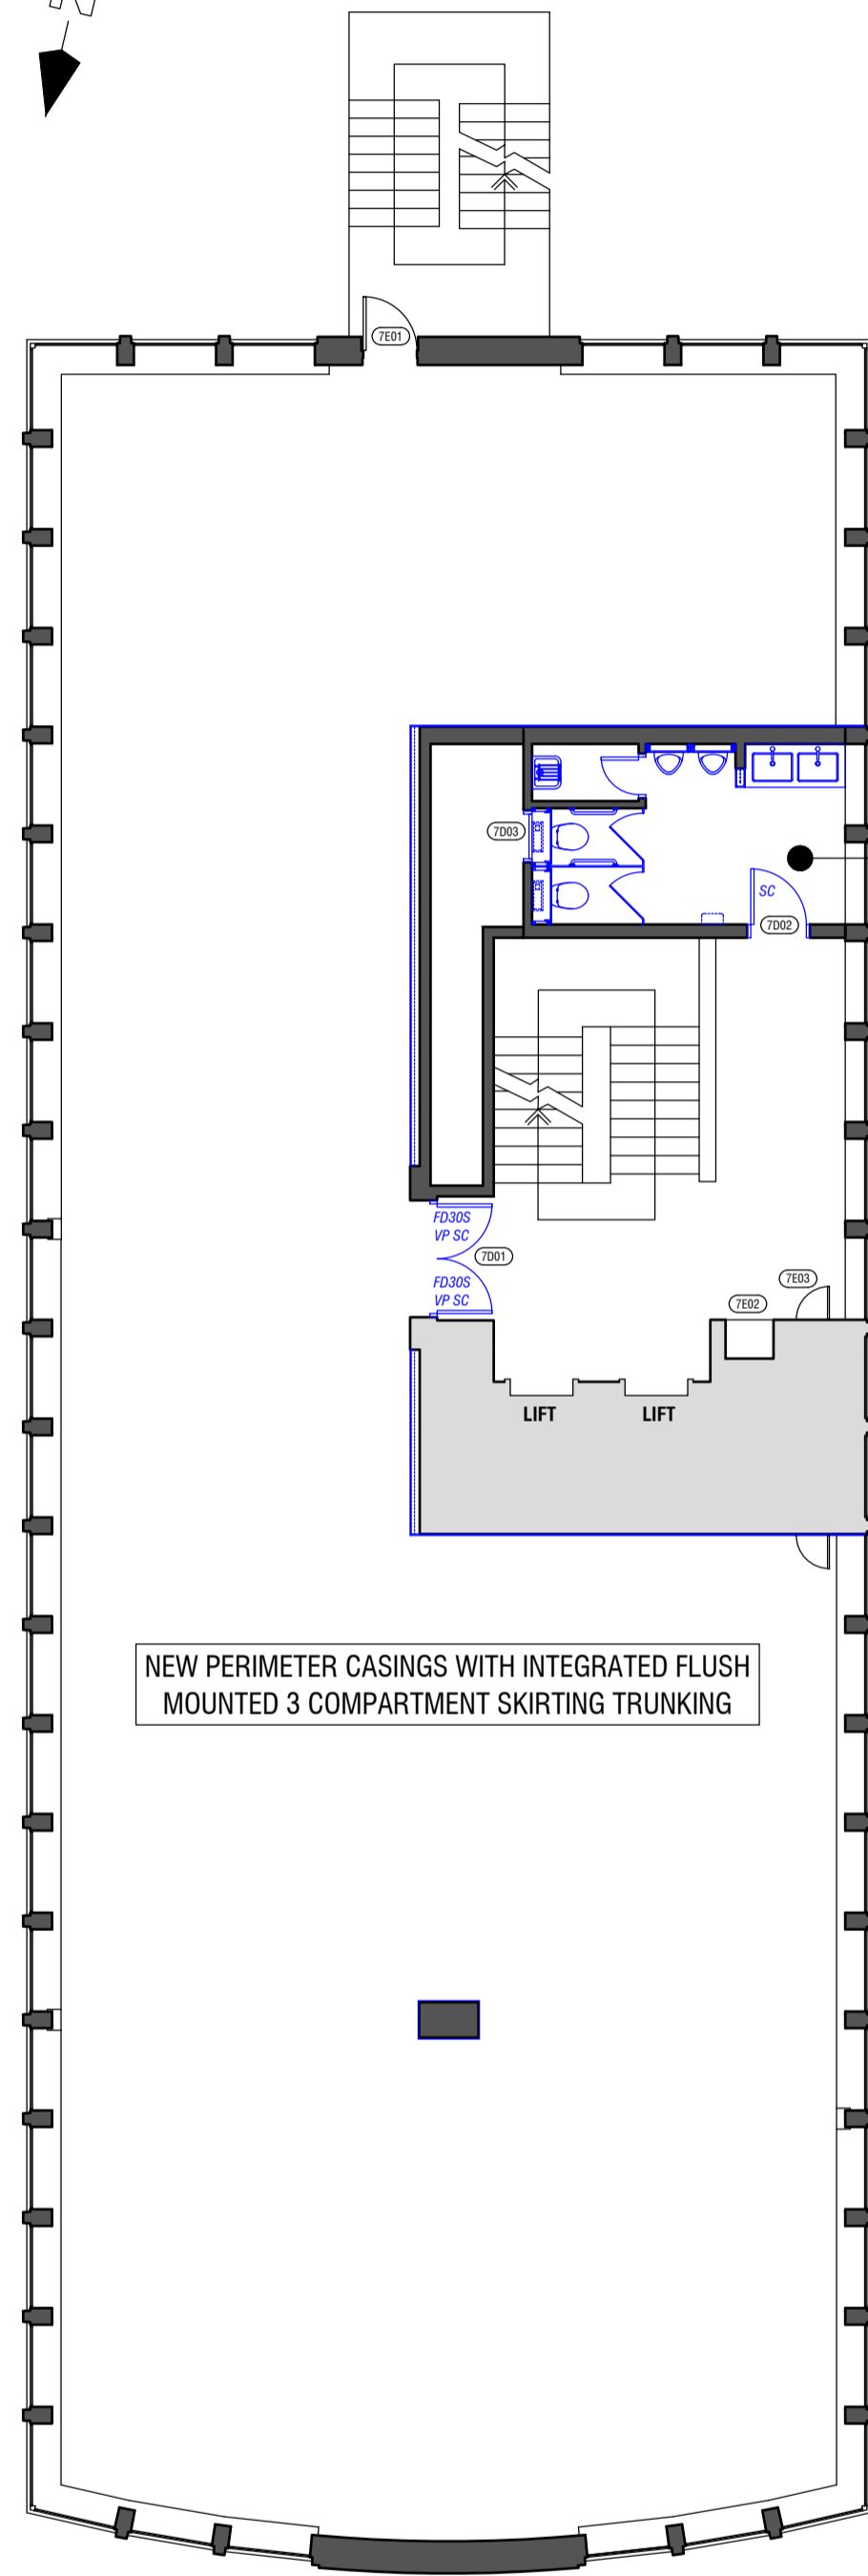 N
7E01
7D03
SC
7D02
FD30S
VP SC
7D01
FD30S
VP SC
7E03
7E02
LIFT
LIFT
NEW PERIMETER CASINGS WITH INTEGRATED FLUSH
MOUNTED 3 COMPARTMENT SKIRTING TRUNKING